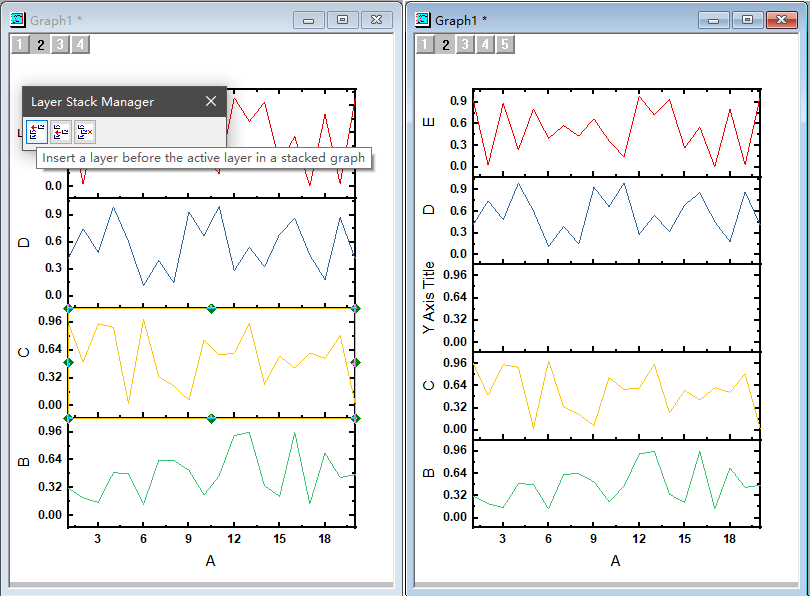 Graph1 *
1 2 3 4
Layer Stack Manager
Insert a layer before the active layer in a stacked graph
0.0
D
0.9
0.6
0.3
0.0
C
0.96
0.64
0.32
0.00
B
0.96
0.64
0.32
0.00
3 6 9 12 15 18
A
Graph1 *
1 2 3 4 5
E
0.9
0.6
0.3
0.0
D
0.9
0.6
0.3
0.0
Y Axis Title
0.96
0.64
0.32
0.00
C
0.96
0.64
0.32
0.00
B
0.96
0.64
0.32
0.00
3 6 9 12 15 18
A